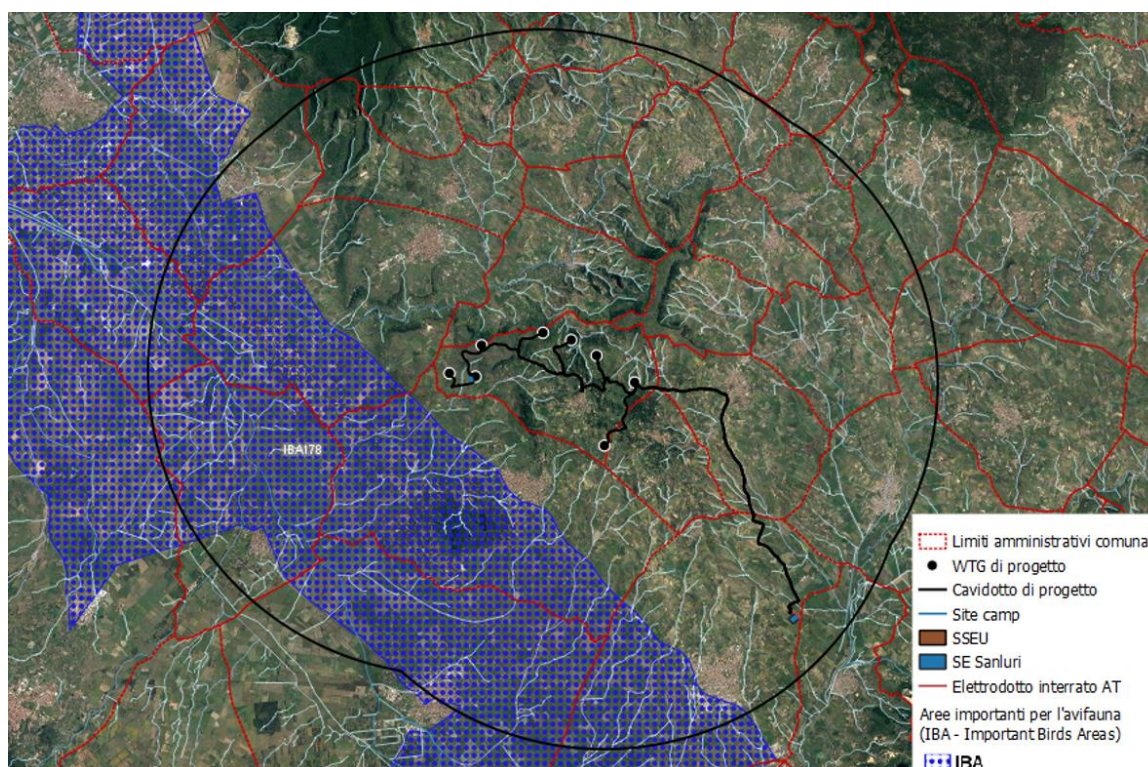 IBA178
Limiti amministrativi comuna
WTG di progetto
Cavidotto di progetto
Site camp
SSEU
SE Sanluri
Elettrodotto interrato AT
Aree importanti per l'avifauna
(IBA - Important Birds Areas)
IBA